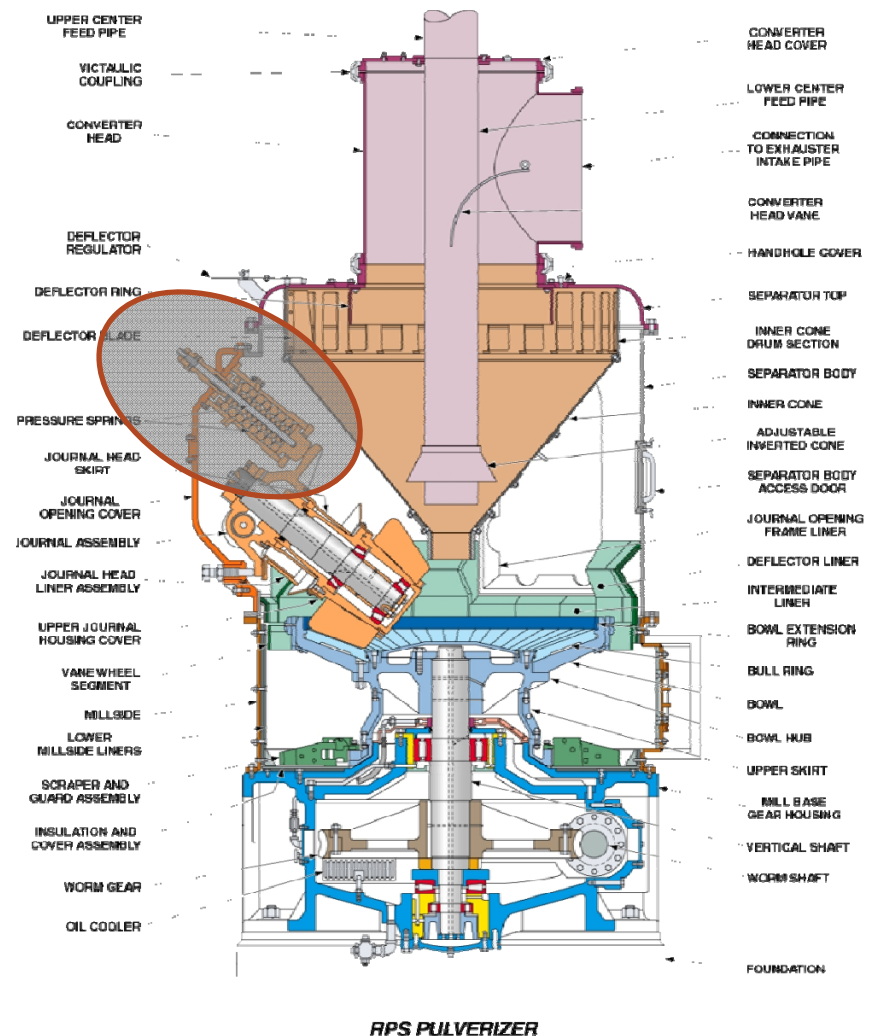 UPPER CENTER
FEED PIPE
VICTAULIC
COUPLING
CONVERTER
HEAD
DEFLECTOR
REGULATOR
DEFLECTOR RING
DEFLECTOR BLADE
PRESSURE SPRINGS
JOURNAL HEAD
SKIRT
JOURNAL
OPENING COVER
JOURNAL ASSEMBLY
JOURNAL HEAD
LINER ASSEMBLY
UPPER JOURNAL
HOUSING COVER
VANE WHEEL
SEGMENT
MILLSIDE
LOWER
MILLSIDE LINERS
SCRAPER AND
GUARD ASSEMBLY
INSULATION AND
COVER ASSEMBLY
WORM GEAR
OIL COOLER
CONVERTER
HEAD COVER
LOWER CENTER
FEED PIPE
CONNECTION
TO EXHAUSTER
INTAKE PIPE
CONVERTER
HEAD VANE
HANDHOLE COVER
SEPARATOR TOP
INNER CONE
DRUM SECTION
SEPARATOR BODY
INNER CONE
ADJUSTABLE
INVERTED CONE
SEPARATOR BODY
ACCESS DOOR
JOURNAL OPENING
FRAME LINER
DEFLECTOR LINER
INTERMEDIATE
LINER
BOWL EXTENSION
RING
BULL RING
BOWL
BOWL HUB
UPPER SKIRT
MILL BASE
GEAR HOUSING
VERTICAL SHAFT
WORM SHAFT
FOUNDATION
RPS PULVERIZER